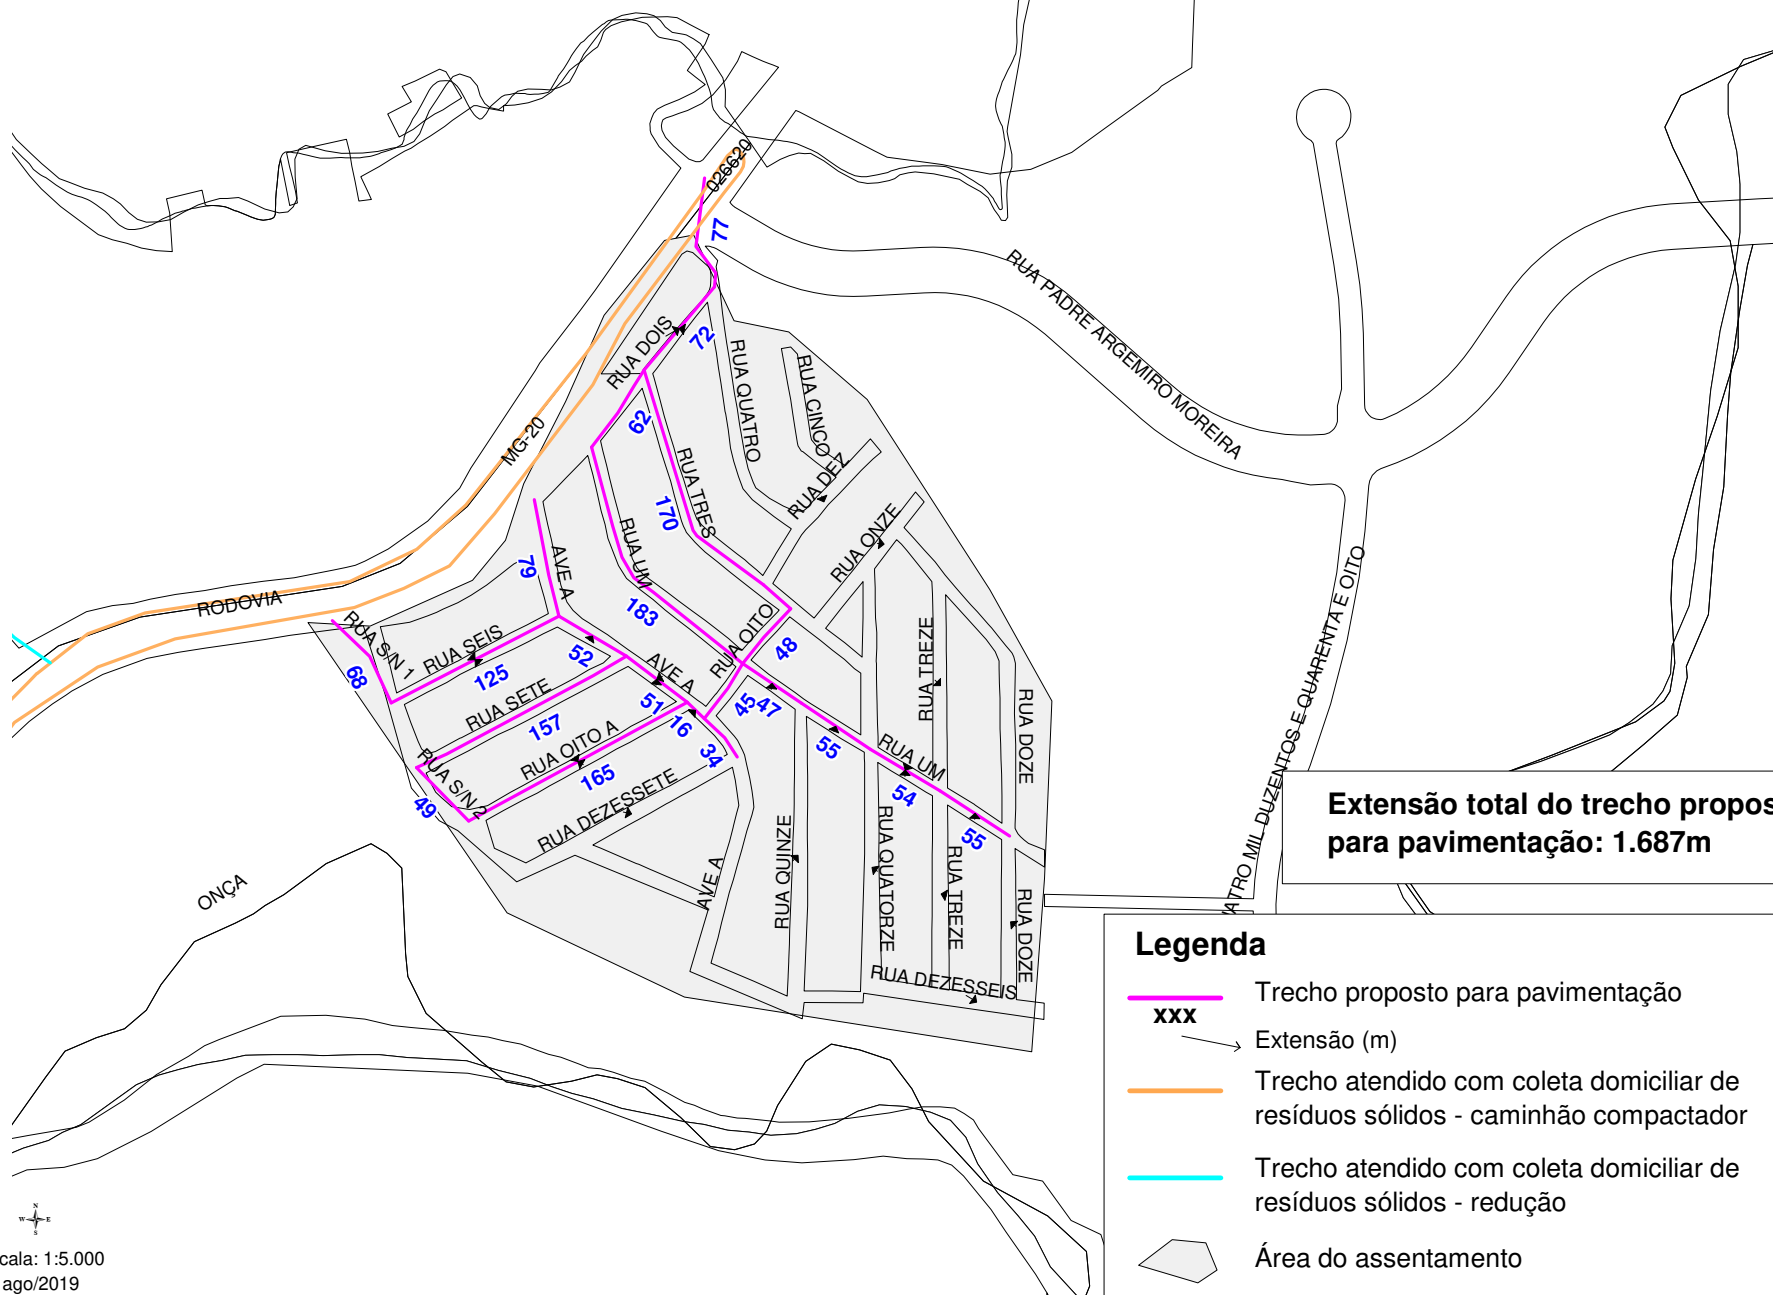 026620
77
RUA PADRE ARGEMIRO MOREIRA
RUA DOIS
72
RUA QUATRO
RUA CINCO
62
MG-20
RUA TRES
170
RUA DEZ
RUA ONZE
RUA UM
AVE A
79
183
RODOVIA
RUA S/N 1
68
RUA SEIS
125
52
RUA OITO
48
AVE A
RUA SETE
157
51
16
34
45
47
RUA TREZE
RUA DOZE
55
RUA UM
54
55
RUA OITO A
165
RUA S/N 2
49
RUA DEZESSETE
AVE A
RUA QUINZE
RUA QUATORZE
RUA TREZE
RUA DOZE
RUA DEZESSEIS
ATRO MIL DUZENTOS E QUARENTA E OITO
ONÇA
Extensão total do trecho propos
para pavimentação: 1.687m
Legenda
Trecho proposto para pavimentação
xxx
Extensão (m)
Trecho atendido com coleta domiciliar de
resíduos sólidos - caminhão compactador
Trecho atendido com coleta domiciliar de
resíduos sólidos - redução
Área do assentamento
N
W E
S
cala: 1:5.000
ago/2019